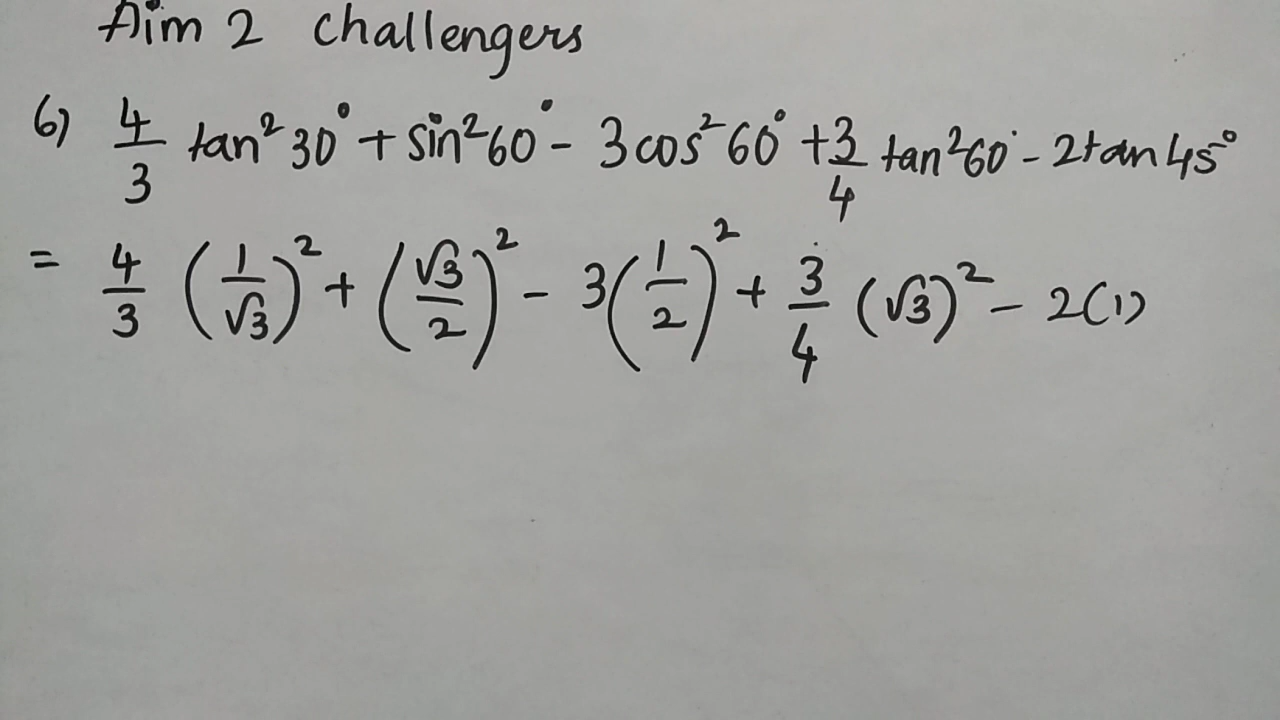 Aim 2 challengers
6) 4/3 tan²30° + sin²60° - 3cos²60° + 3/4 tan²60° - 2tan45°
= 4/3 (1/√3)² + (√3/2)² - 3(1/2)² + 3/4 (√3)² - 2(1)